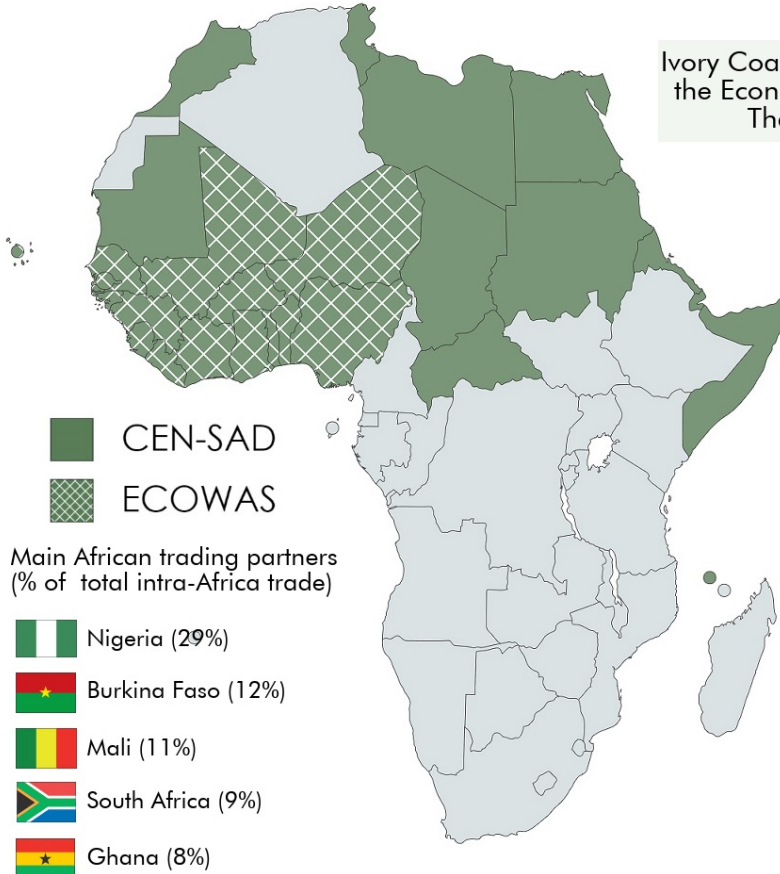 Ivory Coa
the Econ
The
CEN-SAD
ECOWAS
Main African trading partners
(% of total intra-Africa trade)
Nigeria (29%)
Burkina Faso (12%)
Mali (11%)
South Africa (9%)
Ghana (8%)